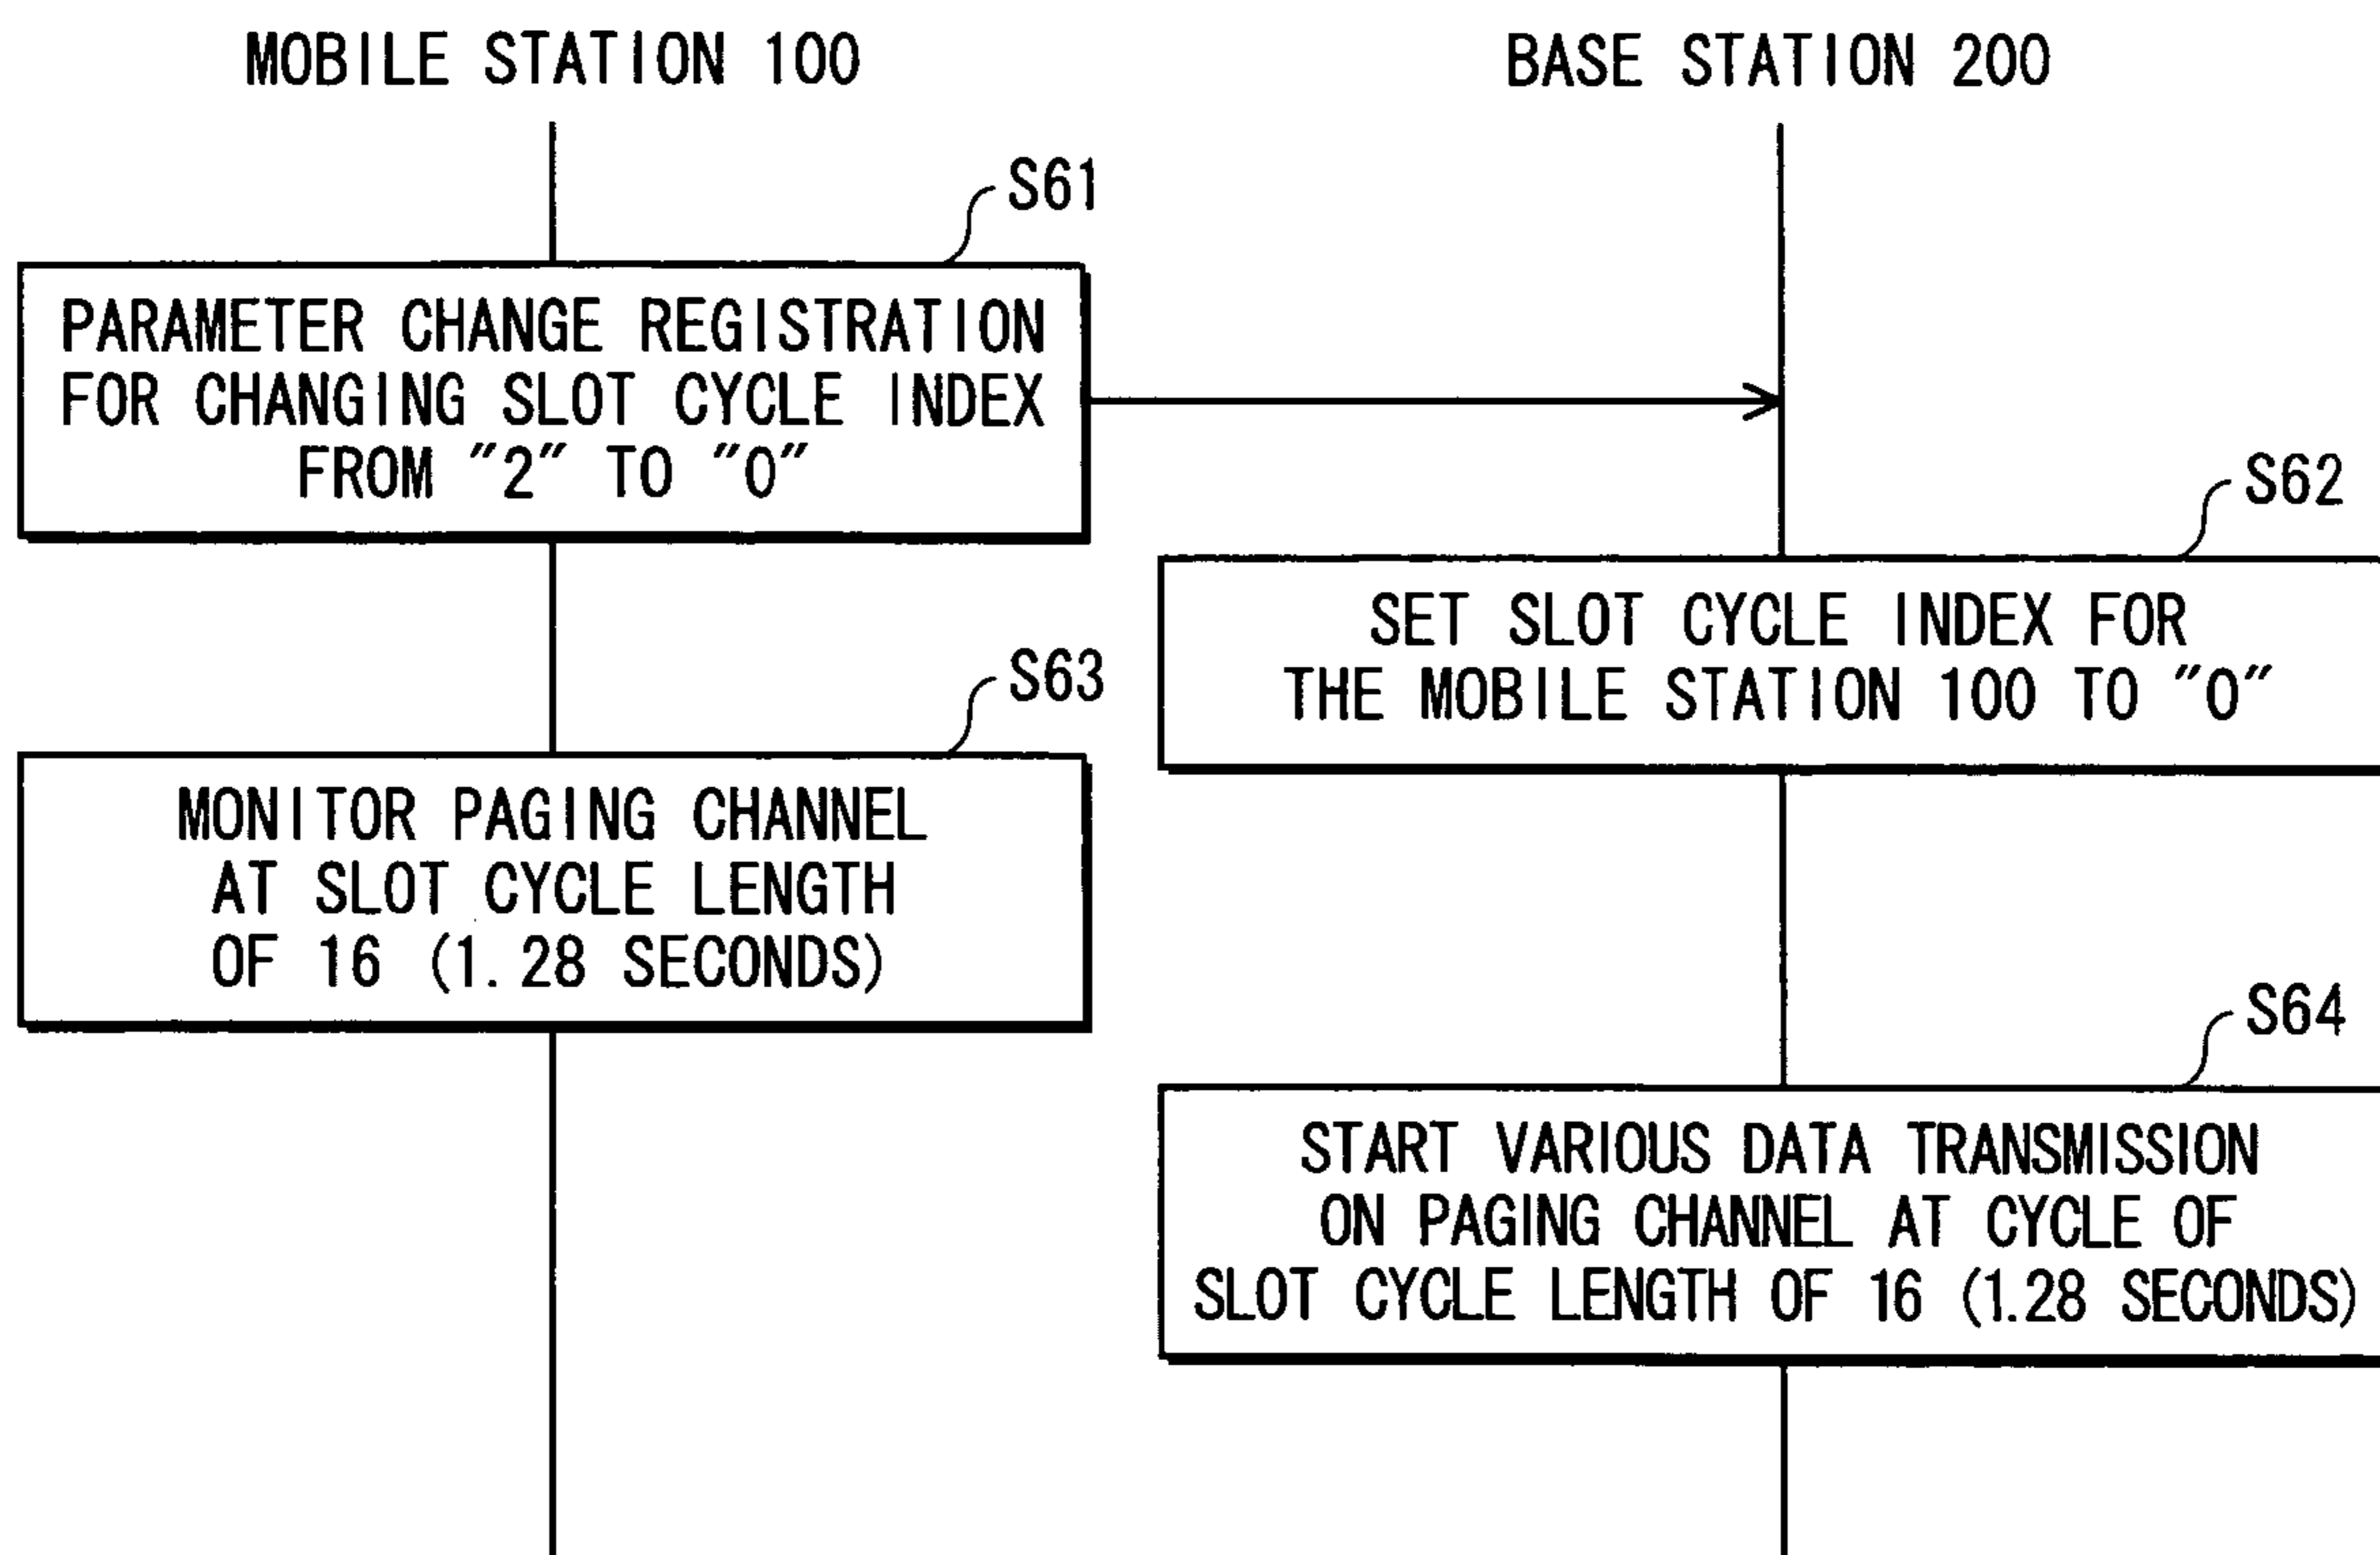 MOBILE STATION 100
BASE STATION 200
S61
PARAMETER CHANGE REGISTRATION
FOR CHANGING SLOT CYCLE INDEX
FROM "2" TO "0"
S62
SET SLOT CYCLE INDEX FOR
THE MOBILE STATION 100 TO "0"
S63
MONITOR PAGING CHANNEL
AT SLOT CYCLE LENGTH
OF 16 (1.28 SECONDS)
S64
START VARIOUS DATA TRANSMISSION
ON PAGING CHANNEL AT CYCLE OF
SLOT CYCLE LENGTH OF 16 (1.28 SECONDS)